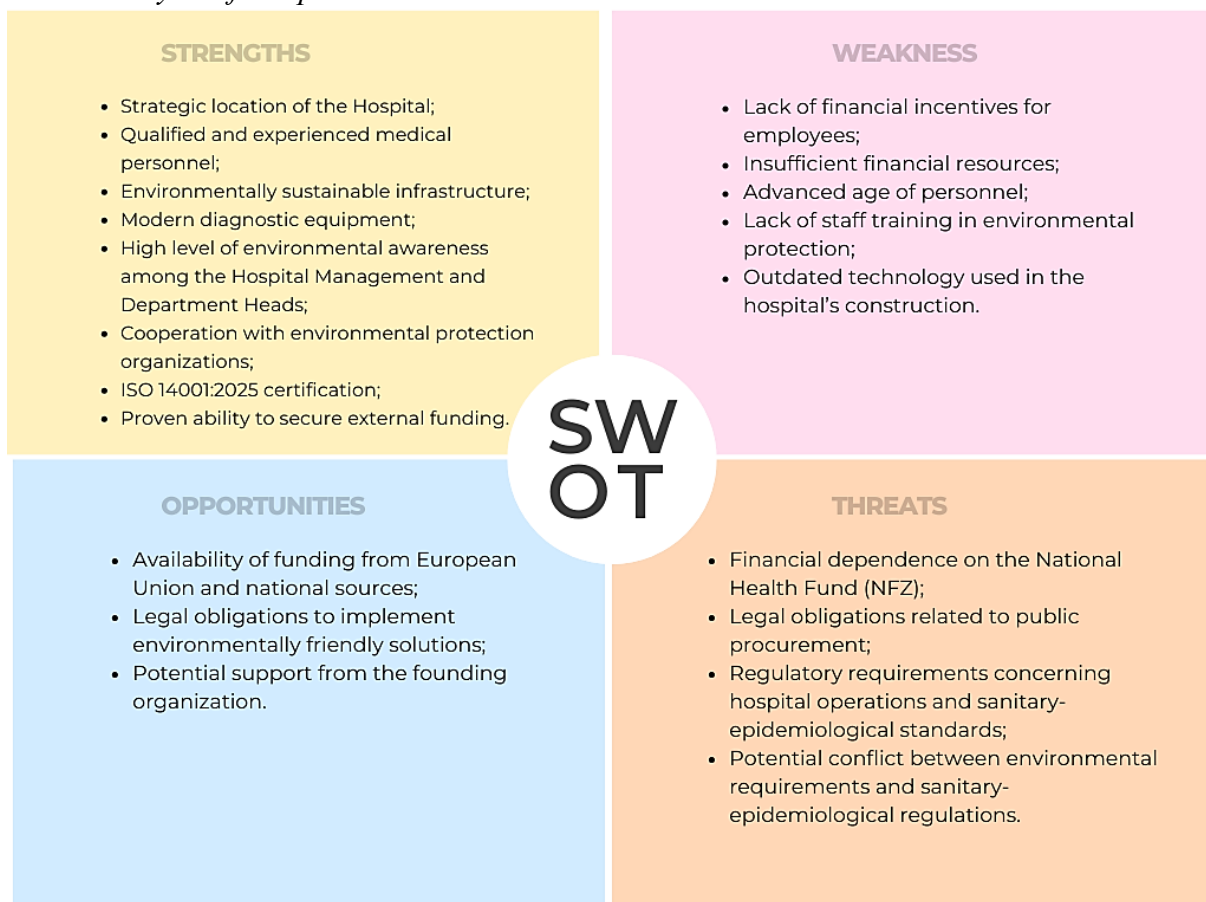 STRENGTHS
• Strategic location of the Hospital;
• Qualified and experienced medical
personnel;
• Environmentally sustainable infrastructure;
• Modern diagnostic equipment;
• High level of environmental awareness
among the Hospital Management and
Department Heads;
• Cooperation with environmental protection
organizations;
• ISO 14001:2025 certification;
• Proven ability to secure external funding.
WEAKNESS
• Lack of financial incentives for
employees;
• Insufficient financial resources;
• Advanced age of personnel;
• Lack of staff training in environmental
protection;
• Outdated technology used in the
hospital's construction.
SW
OT
OPPORTUNITIES
• Availability of funding from European
Union and national sources;
• Legal obligations to implement
environmentally friendly solutions;
• Potential support from the founding
organization.
THREATS
• Financial dependence on the National
Health Fund (NFZ);
• Legal obligations related to public
procurement;
• Regulatory requirements concerning
hospital operations and sanitary-
epidemiological standards;
• Potential conflict between environmental
requirements and sanitary-
epidemiological regulations.